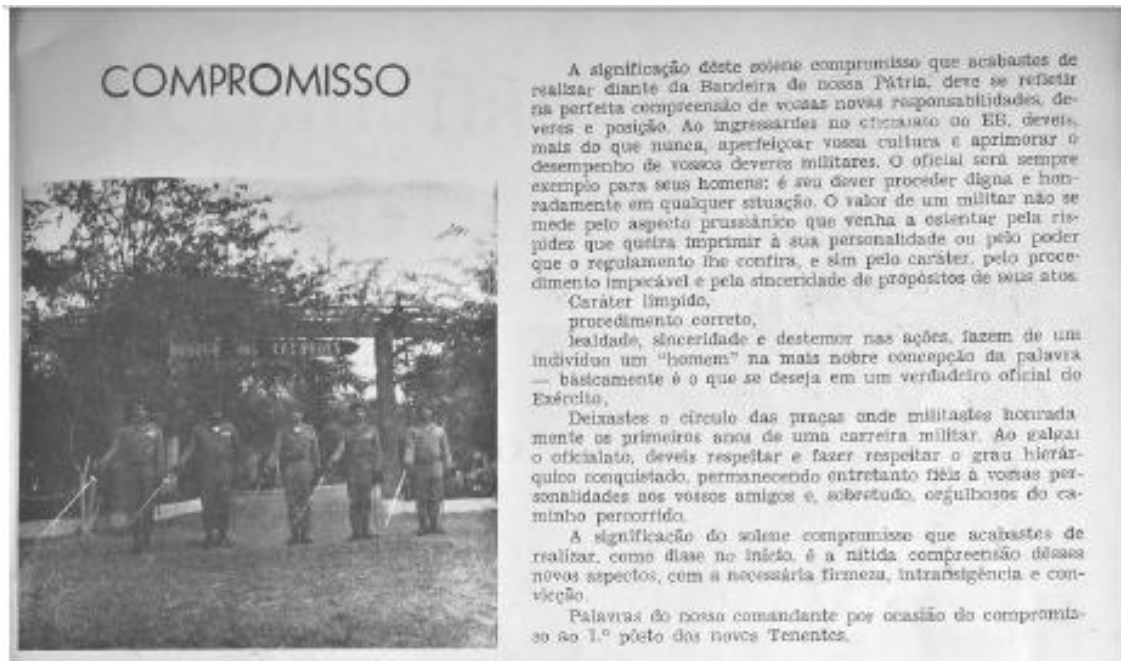 COMPROMISSO
A significação dêste solene compromisso que acabastes de
realizar diante da Bandeira de nossa Pátria, deve se refletir
na perfeita compreensão de vossas novas responsabilidades, de-
veres e posição. Ao ingressardes no oficialato do EB, deveis,
mais do que nunca, aperfeiçoar vossa cultura e aprimorar o
desempenho de vossos deveres militares. O oficial será sempre
exemplo para seus homens: é seu dever proceder digna e hon-
radamente em qualquer situação. O valor de um militar não se
mede pelo aspecto prussiânico que venha a ostentar pela ris-
pidez que queira imprimir à sua personalidade ou pelo poder
que o regulamento lhe confira, e sim pelo caráter, pelo proce-
dimento impecável e pela sinceridade de propósitos de seus atos.
Caráter límpido,
procedimento correto,
lealdade, sinceridade e destemor nas ações, fazem de um
indivíduo um “homem” na mais nobre concepção da palavra
— bàsicamente é o que se deseja em um verdadeiro oficial do
Exército.
Deixastes o círculo das praças onde militastes honrada
mente os primeiros anos de uma carreira militar. Ao galgar
o oficialato, deveis respeitar e fazer respeitar o grau hierár-
quico conquistado, permanecendo entretanto fiéis à vossas per-
sonalidades aos vossos amigos e, sobretudo, orgulhosos do ca-
minho percorrido.
A significação do solene compromisso que acabastes de
realizar, como disse no início, é a nítida compreensão dêsses
novos aspectos, com a necessária firmeza, intransigência e con-
vicção.
Palavras do nosso comandante por ocasião do compromis-
so ao 1.º pôsto dos novos Tenentes.